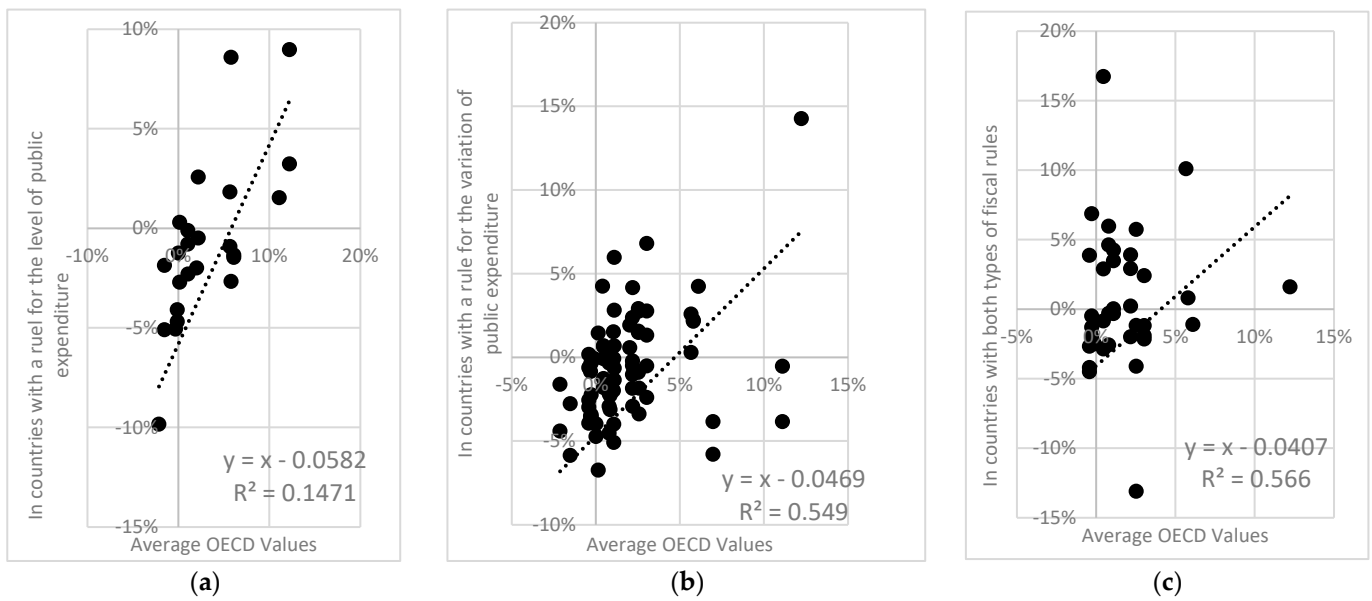 10%
5%
0%
-5%
-10%
-15%
-10%
0%
10%
20%
In countries with a ruel for the level of public
expenditure
y = x - 0.0582
R² = 0.1471
Average OECD Values
(a)
20%
15%
10%
5%
0%
-5%
-10%
-5%
0%
5%
10%
15%
In countries with a rule for the variation of
public expenditure
y = x - 0.0469
R² = 0.549
Average OECD Values
(b)
20%
15%
10%
5%
0%
-5%
-10%
-15%
-5%
0%
5%
10%
15%
In countries with both types of fiscal rules
y = x - 0.0407
R² = 0.566
Average OECD Values
(c)